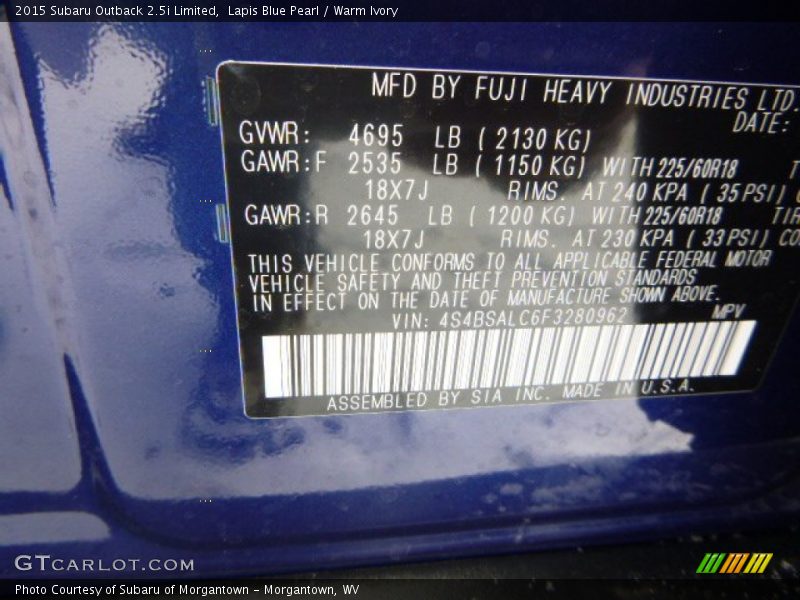 2015 Subaru Outback 2.5i Limited,  Lapis Blue Pearl / Warm Ivory
MFD BY FUJI HEAVY INDUSTRIES LTD.
DATE:
GVWR: 4695 LB ( 2130 KG)
GAWR:F 2535 LB ( 1150 KG) WITH 225/60R18 T
18X7J RIMS. AT 240 KPA ( 35 PSI) C
GAWR:R 2645 LB ( 1200 KG) WITH 225/60R18 TIR
18X7J RIMS. AT 230 KPA ( 33 PSI) CO
THIS VEHICLE CONFORMS TO ALL APPLICABLE FEDERAL MOTOR
VEHICLE SAFETY AND THEFT PREVENTION STANDARDS
IN EFFECT ON THE DATE OF MANUFACTURE SHOWN ABOVE.
VIN: 4S4BSALC6F3280962 MPV
ASSEMBLED BY SIA INC. MADE IN U.S.A.
GTCARLOT.COM
Photo Courtesy of Subaru of Morgantown - Morgantown, WV